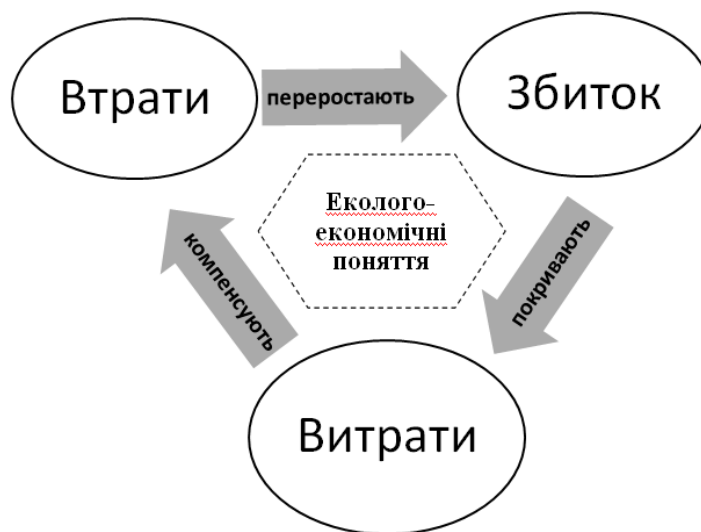 Втрати
переростають
Збиток
Еколого-
економічні
поняття
компенсують
покривають
Витрати